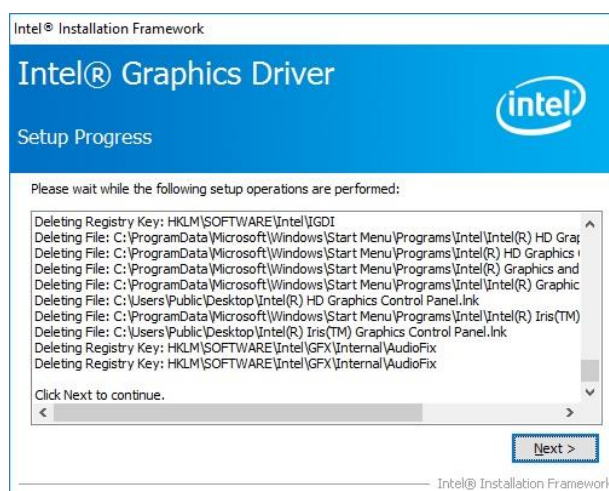 Intel® Installation Framework
Intel® Graphics Driver
intel
Setup Progress
Please wait while the following setup operations are performed:
Deleting Registry Key: HKLM\SOFTWARE\Intel\IGDI
Deleting File: C:\ProgramData\Microsoft\Windows\Start Menu\Programs\Intel\Intel(R) HD Grap
Deleting File: C:\ProgramData\Microsoft\Windows\Start Menu\Programs\Intel(R) HD Graphics
Deleting File: C:\ProgramData\Microsoft\Windows\Start Menu\Programs\Intel(R) Graphics and
Deleting File: C:\ProgramData\Microsoft\Windows\Start Menu\Programs\Intel\Intel(R) Graphic
Deleting File: C:\Users\Public\Desktop\Intel(R) HD Graphics Control Panel.lnk
Deleting File: C:\ProgramData\Microsoft\Windows\Start Menu\Programs\Intel\Intel(R) Iris(TM)
Deleting File: C:\Users\Public\Desktop\Intel(R) Iris(TM) Graphics Control Panel.lnk
Deleting Registry Key: HKLM\SOFTWARE\Intel\GFX\Internal\AudioFix
Deleting Registry Key: HKLM\SOFTWARE\Intel\GFX\Internal\AudioFix
Click Next to continue.
Next >
Intel® Installation Framework